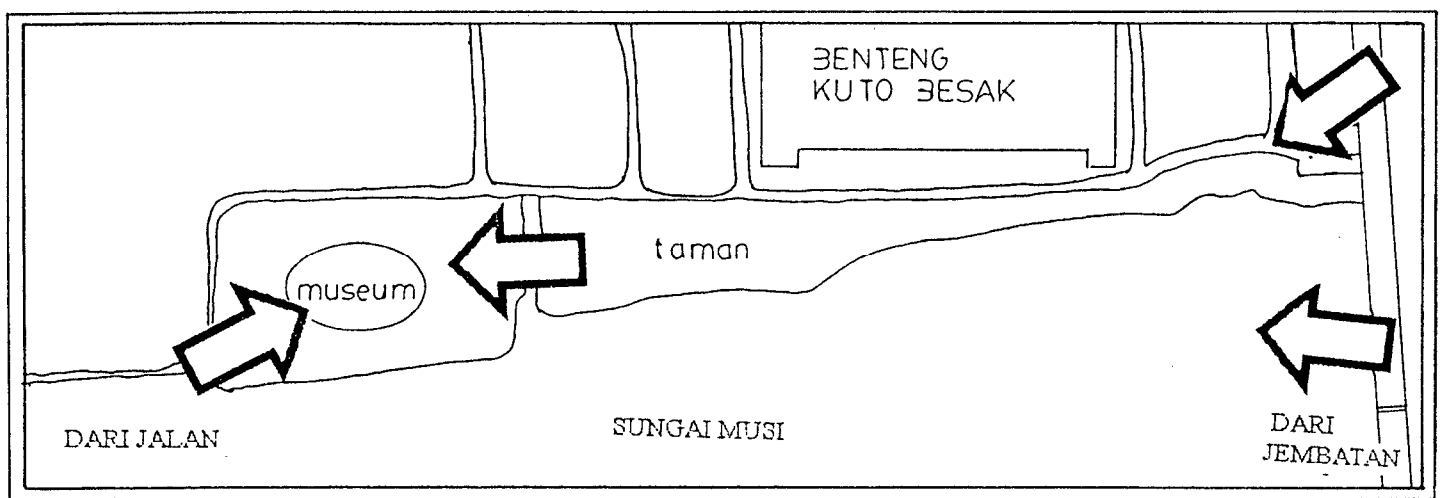 BENTENG
KUTO BESAK
taman
museum
DARI JALAN
SUNGAI MUSI
DARI
JEMBATAN